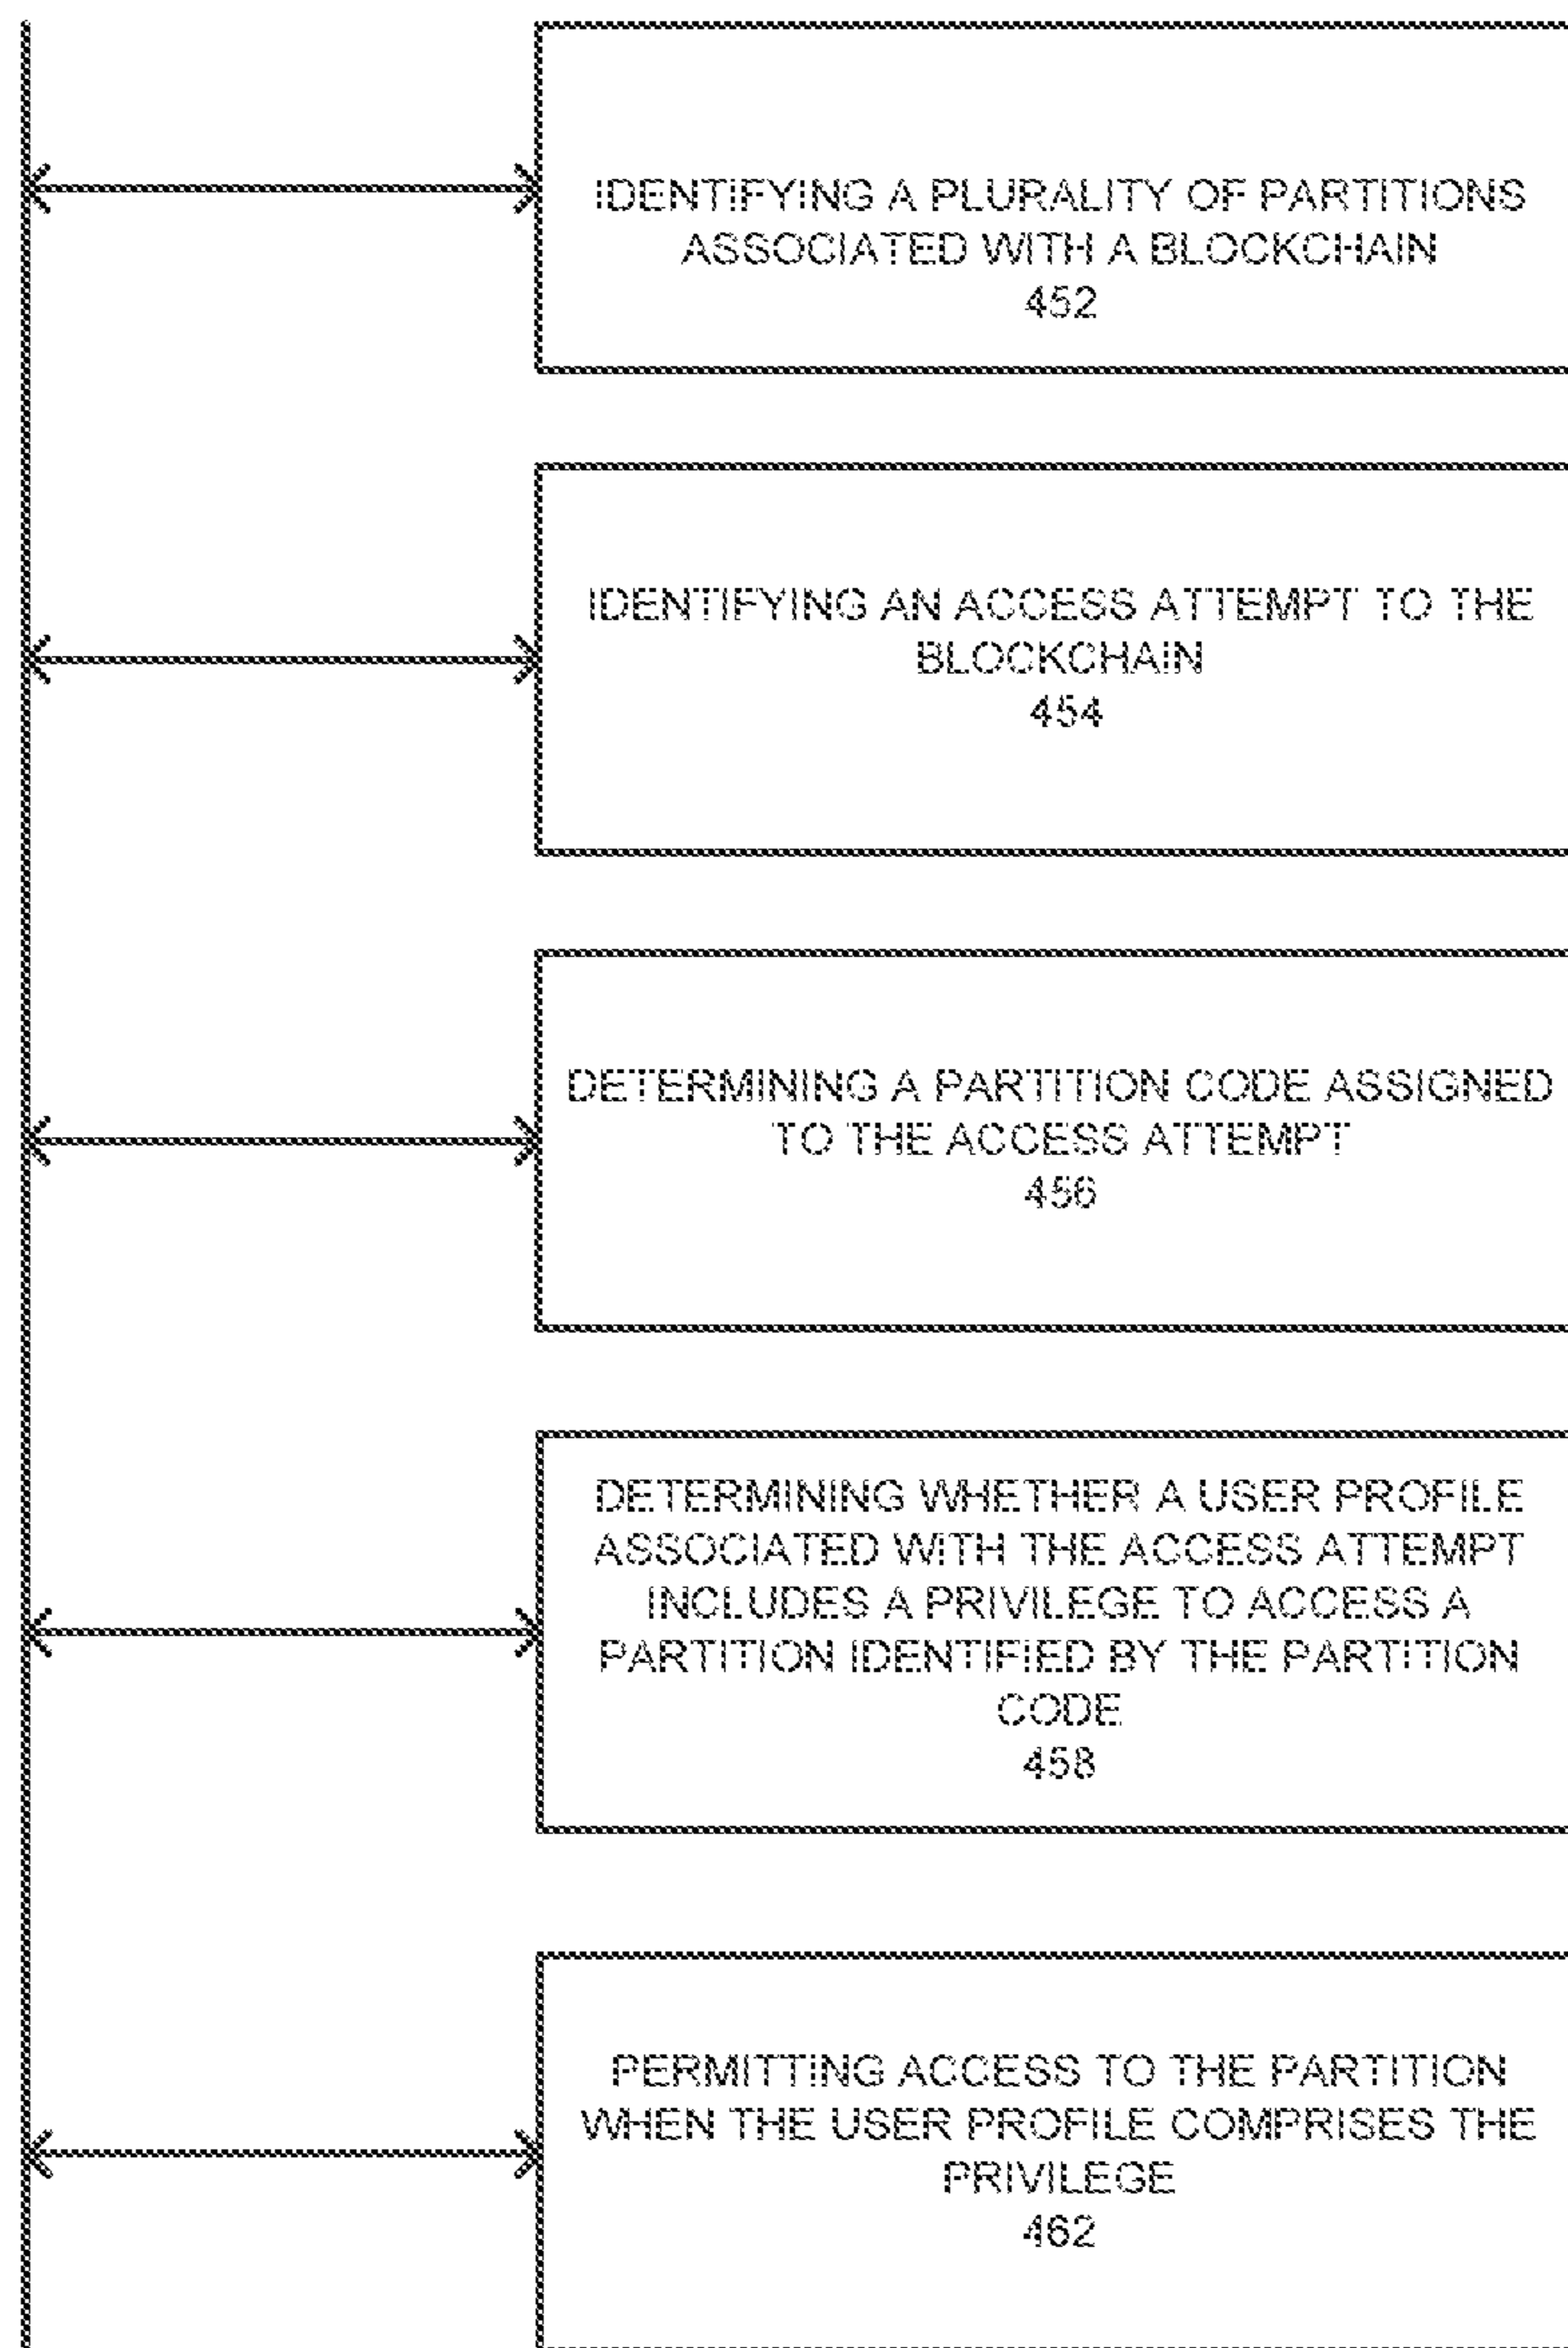 IDENTIFYING A PLURALITY OF PARTITIONS
ASSOCIATED WITH A BLOCKCHAIN
452
IDENTIFYING AN ACCESS ATTEMPT TO THE
BLOCKCHAIN
454
DETERMINING A PARTITION CODE ASSIGNED
TO THE ACCESS ATTEMPT
456
DETERMINING WHETHER A USER PROFILE
ASSOCIATED WITH THE ACCESS ATTEMPT
INCLUDES A PRIVILEGE TO ACCESS A
PARTITION IDENTIFIED BY THE PARTITION
CODE
458
PERMITTING ACCESS TO THE PARTITION
WHEN THE USER PROFILE COMPRISES THE
PRIVILEGE
462